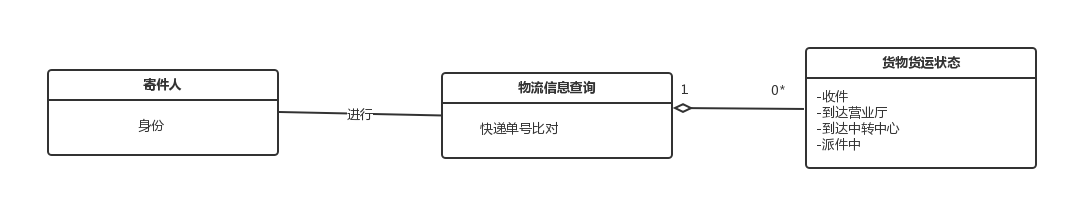 寄件人
身份
进行
物流信息查询
快递单号比对
1
0*
货物货运状态
-收件
-到达营业厅
-到达中转中心
-派件中